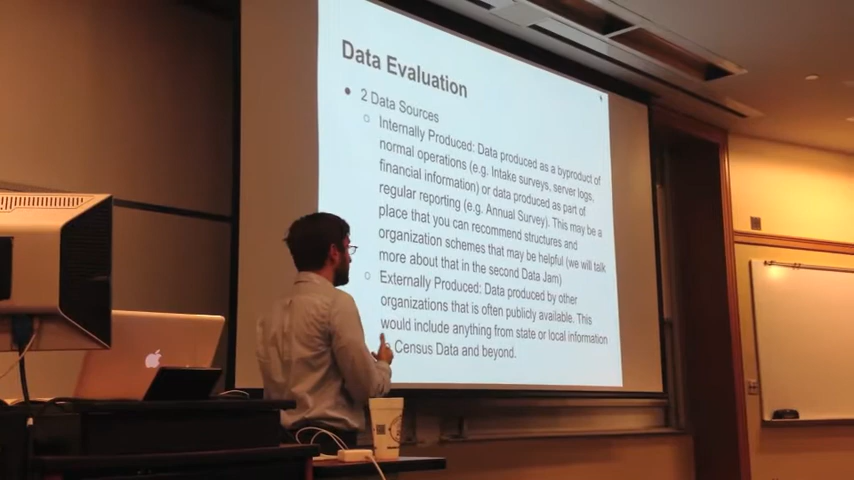 Data Evaluation
● 2 Data Sources
○ Internally Produced: Data produced as a byproduct of
normal operations (e.g. Intake surveys, server logs,
financial information) or data produced as part of
regular reporting (e.g. Annual Survey). This may be a
place that you can recommend structures and
organization schemes that may be helpful (we will talk
more about that in the second Data Jam)
○ Externally Produced: Data produced by other
organizations that is often publicly available. This
would include anything from state or local information
Census Data and beyond.